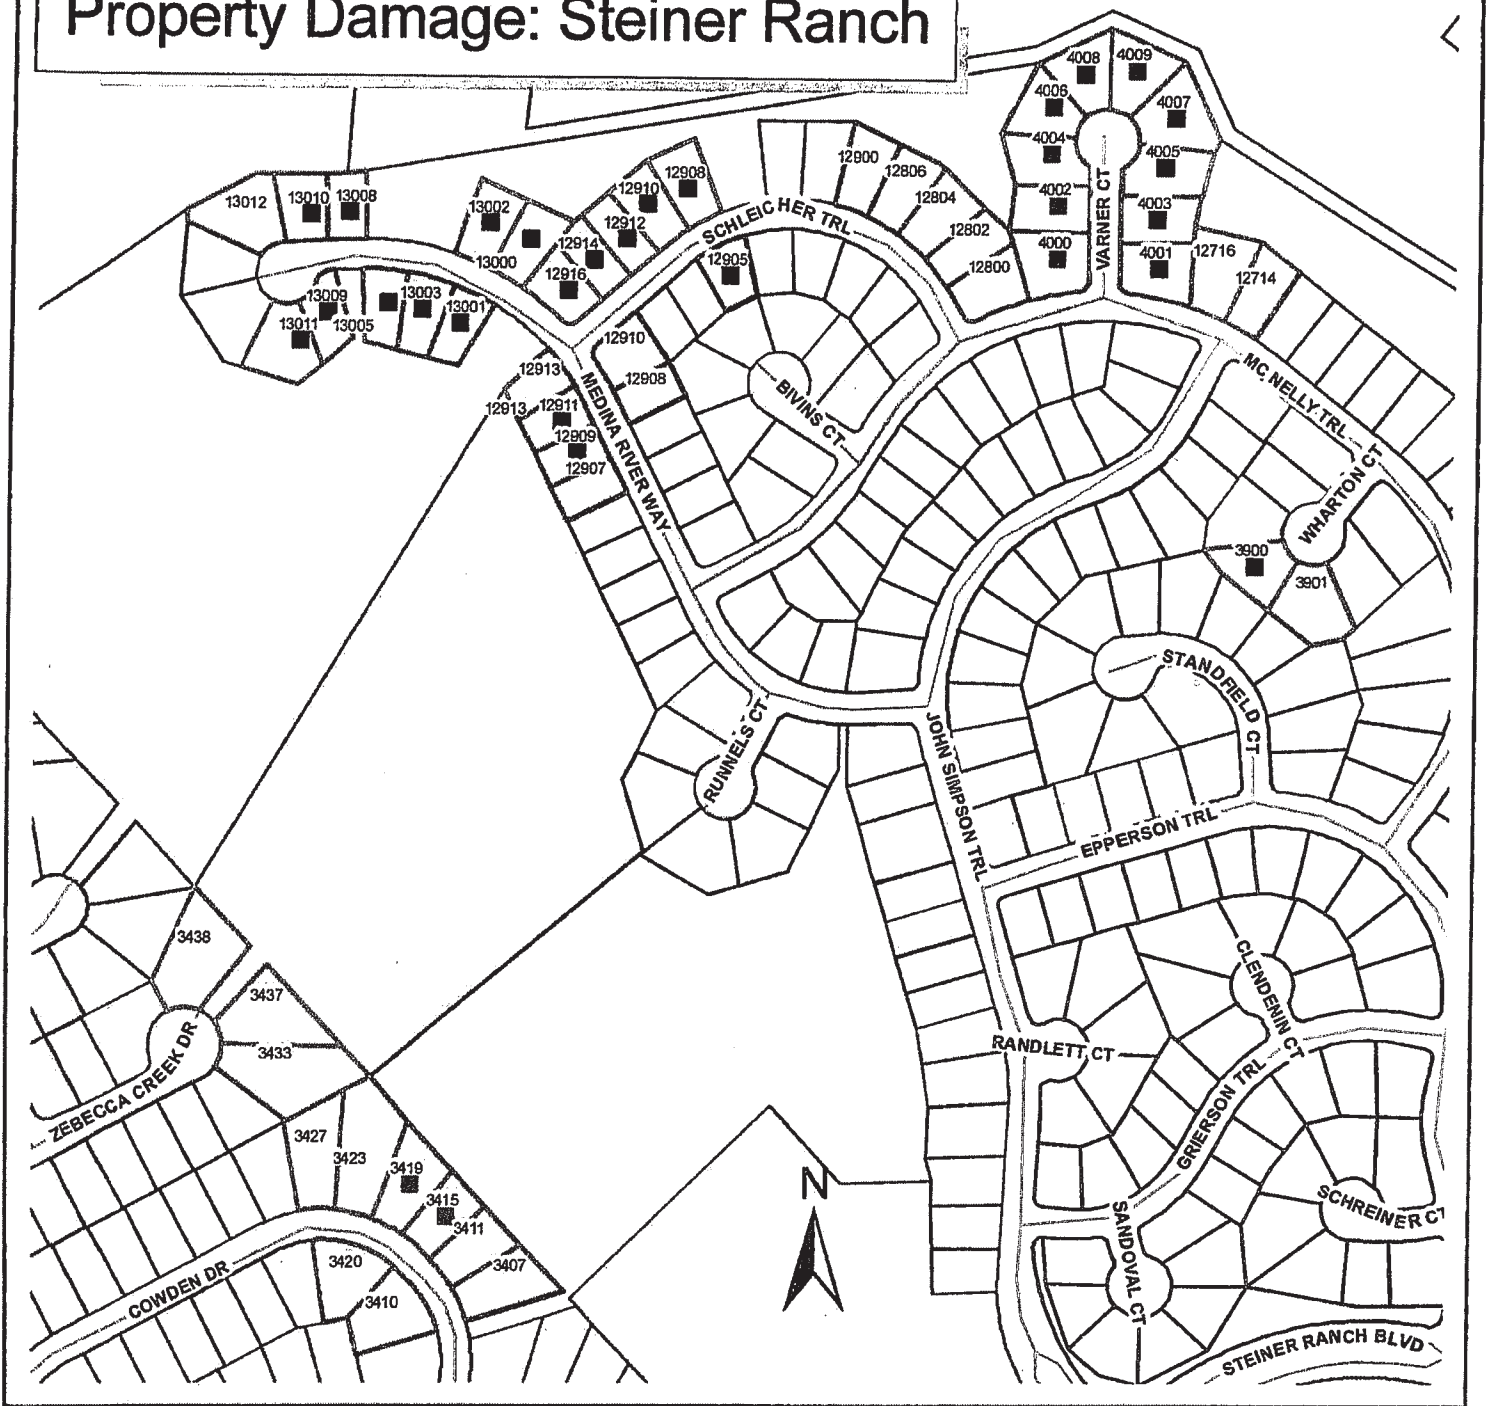 Property Damage: Steiner Ranch
4008
4009
4006
4007
4004
4005
4002
4003
4000
4001
VARNER CT
12716
12714
12900
12806
12804
12802
12800
12908
12910
12912
12914
12916
SCHLEICHER TRL
12905
13012
13010
13008
13002
13000
13009
13011
13005
13003
13001
12910
12908
12913
12913
12911
12909
12907
MEDINA RIVER WAY
BIVINS CT
MC NELLY TRL
WHARTON CT
3900
3901
STANDFIELD CT
RUNNELS CT
JOHN SIMPSON TRL
EPPERSON TRL
CLENDENIN CT
RANDLETT CT
GRIERSON TRL
SCHREINER CT
SANDOVAL CT
STEINER RANCH BLVD
3438
3437
3433
ZEBECCA CREEK DR
3427
3423
3419
3415
3411
3407
3420
3410
COWDEN DR
N